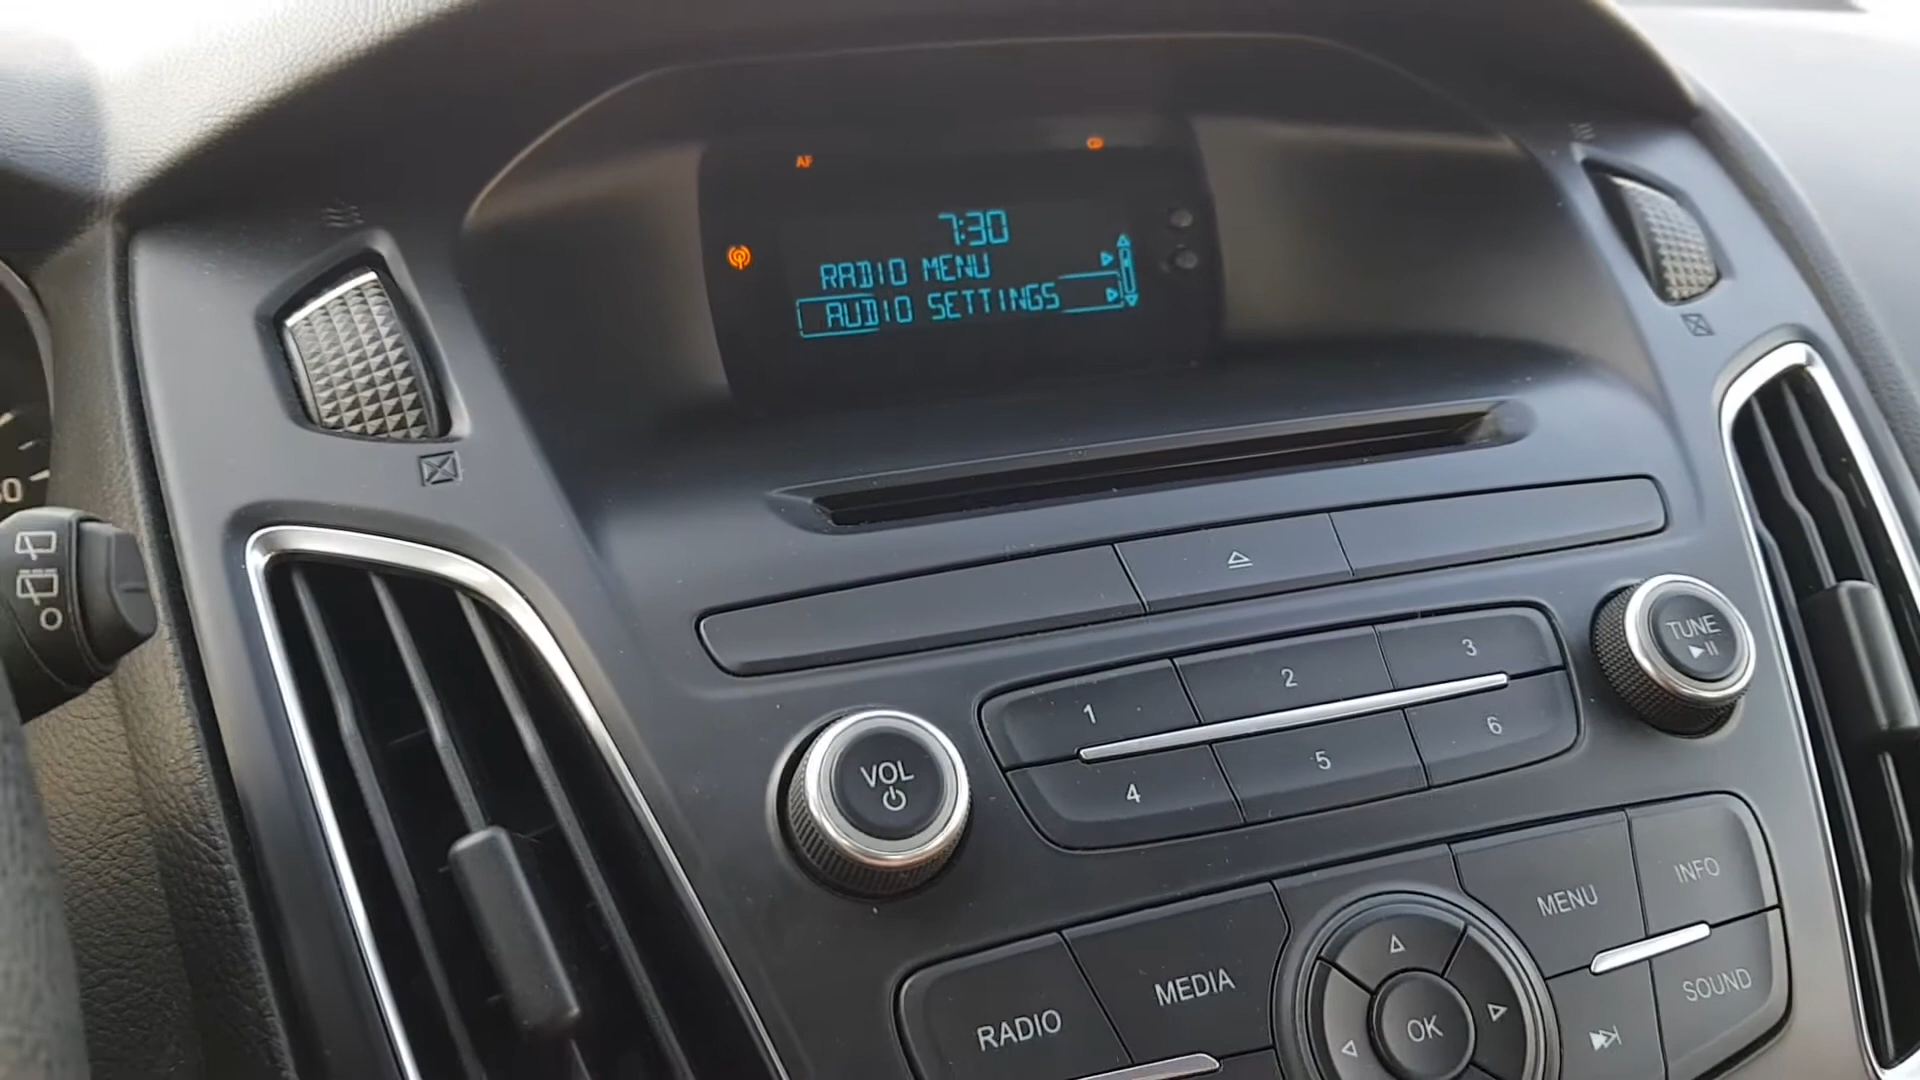 AF
CD
7:30
RADIO MENU
AUDIO SETTINGS
1
2
3
4
5
6
TUNE
VOL
MENU
INFO
MEDIA
RADIO
OK
SOUND